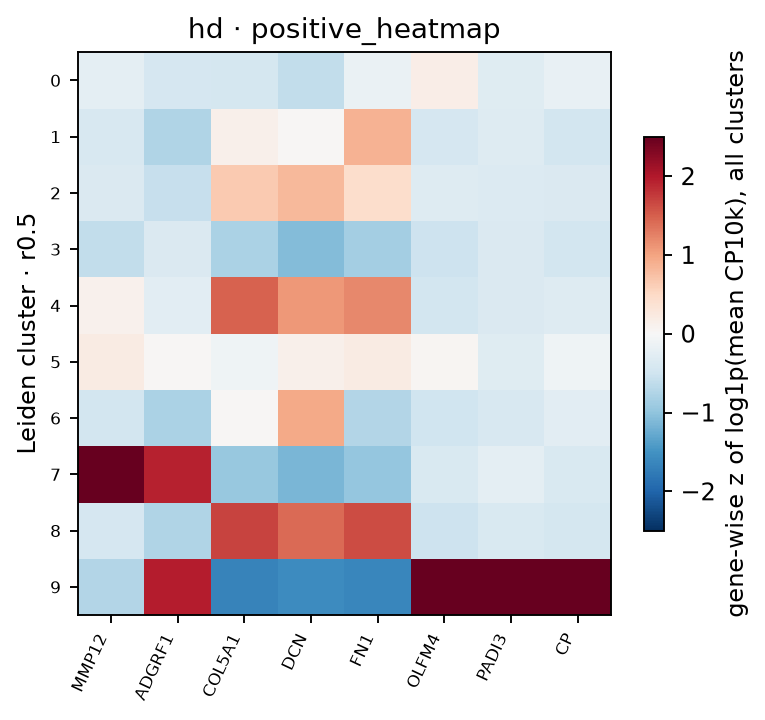 hd · positive_heatmap
Leiden cluster · r0.5
0
1
2
3
4
5
6
7
8
9
MMP12
ADGRF1
COL5A1
DCN
FN1
OLFM4
PADI3
CP
2
1
0
−1
−2
gene-wise z of log1p(mean CP10k), all clusters